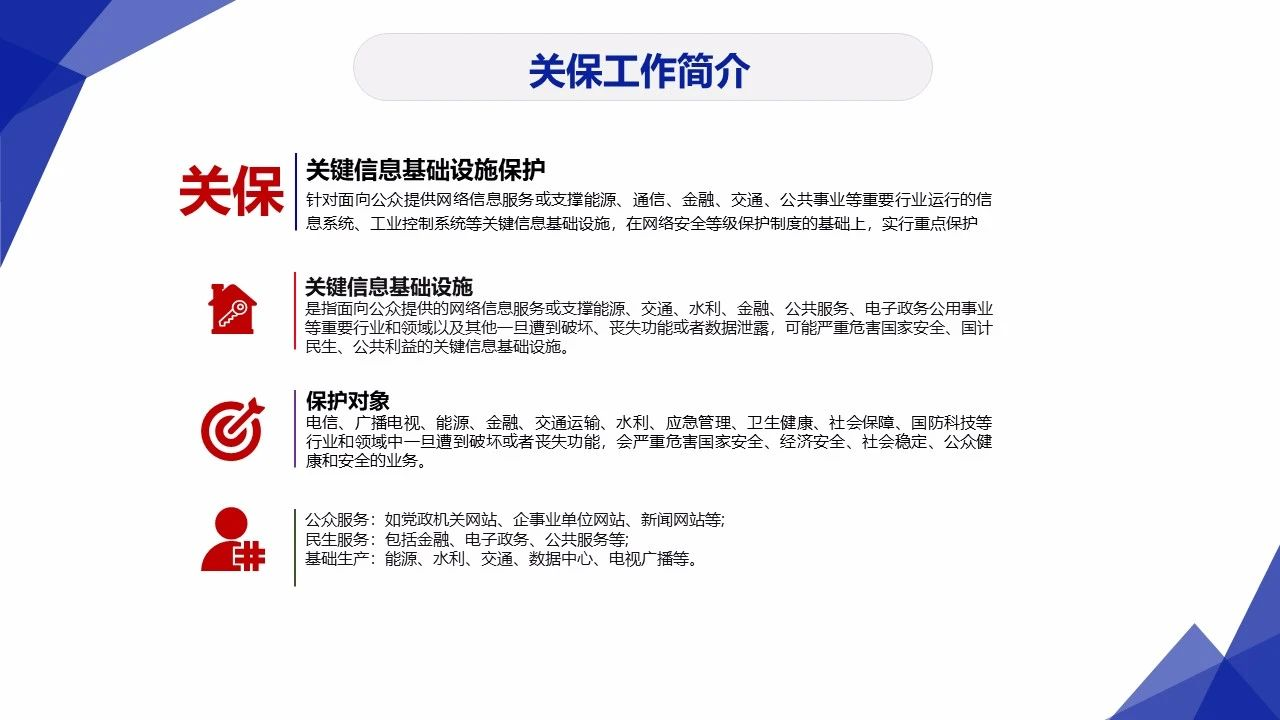 关保工作简介
关保
关键信息基础设施保护
针对面向公众提供网络信息服务或支撑能源、通信、金融、交通、公共事业等重要行业运行的信
息系统、工业控制系统等关键信息基础设施，在网络安全等级保护制度的基础上，实行重点保护
关键信息基础设施
是指面向公众提供的网络信息服务或支撑能源、交通、水利、金融、公共服务、电子政务公用事业
等重要行业和领域以及其他一旦遭到破坏、丧失功能或者数据泄露，可能严重危害国家安全、国计
民生、公共利益的关键信息基础设施。
保护对象
电信、广播电视、能源、金融、交通运输、水利、应急管理、卫生健康、社会保障、国防科技等
行业和领域中一旦遭到破坏或者丧失功能，会严重危害国家安全、经济安全、社会稳定、公众健
康和安全的业务。
公众服务：如党政机关网站、企事业单位网站、新闻网站等;
民生服务：包括金融、电子政务、公共服务等;
基础生产：能源、水利、交通、数据中心、电视广播等。